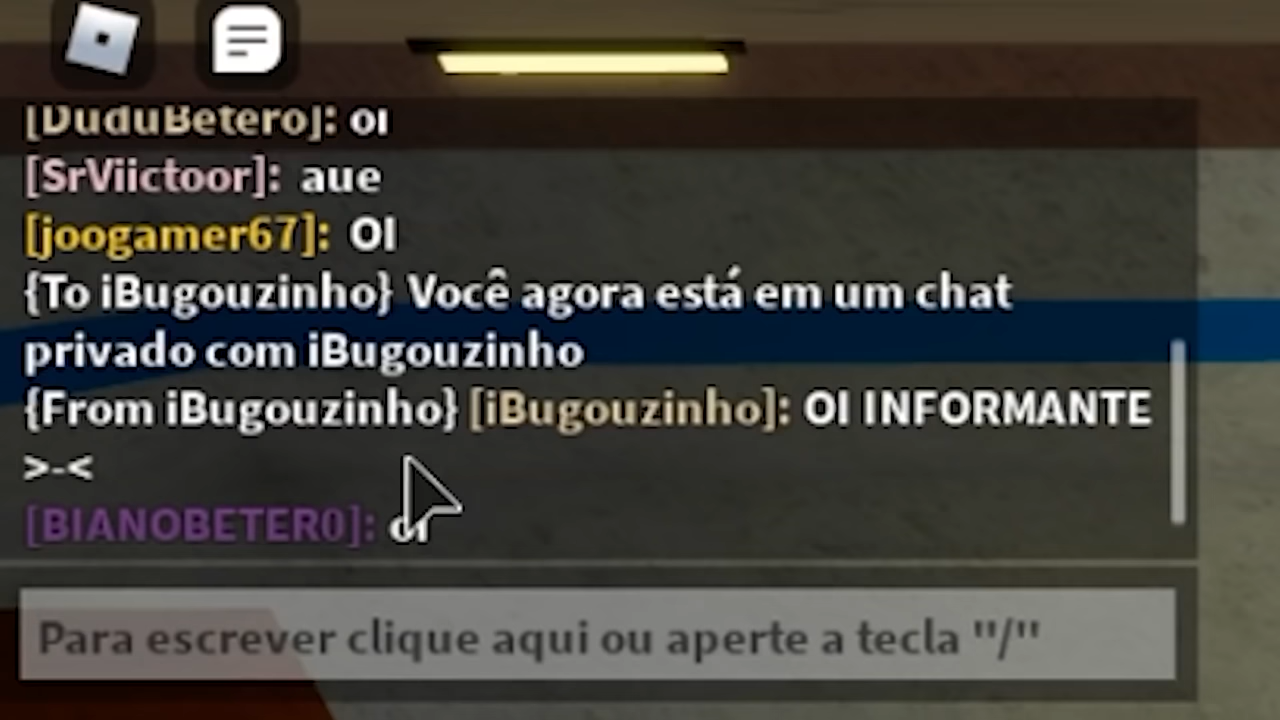 [DuduBetero]: oi
[SrViictoor]: aue
[joogamer67]: OI
{To iBugouzinho} Você agora está em um chat
privado com iBugouzinho
{From iBugouzinho} [iBugouzinho]: OI INFORMANTE
>-<
[BIANOBETER0]: oi
Para escrever clique aqui ou aperte a tecla "/"